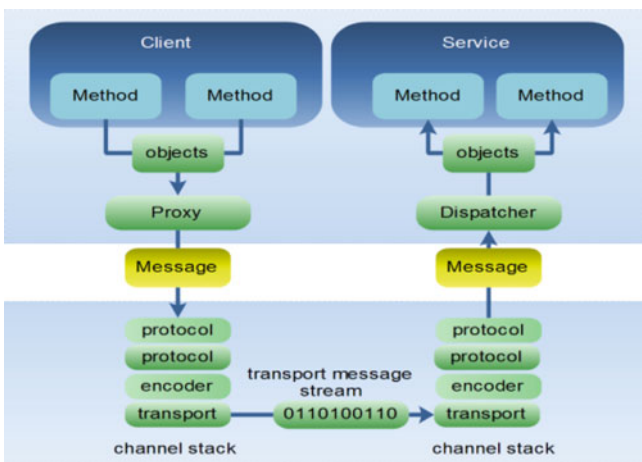 Client
Service
Method
Method
Method
Method
objects
objects
Proxy
Dispatcher
Message
Message
protocol
protocol
protocol
protocol
encoder
transport message
stream
encoder
transport
0110100110
transport
channel stack
channel stack